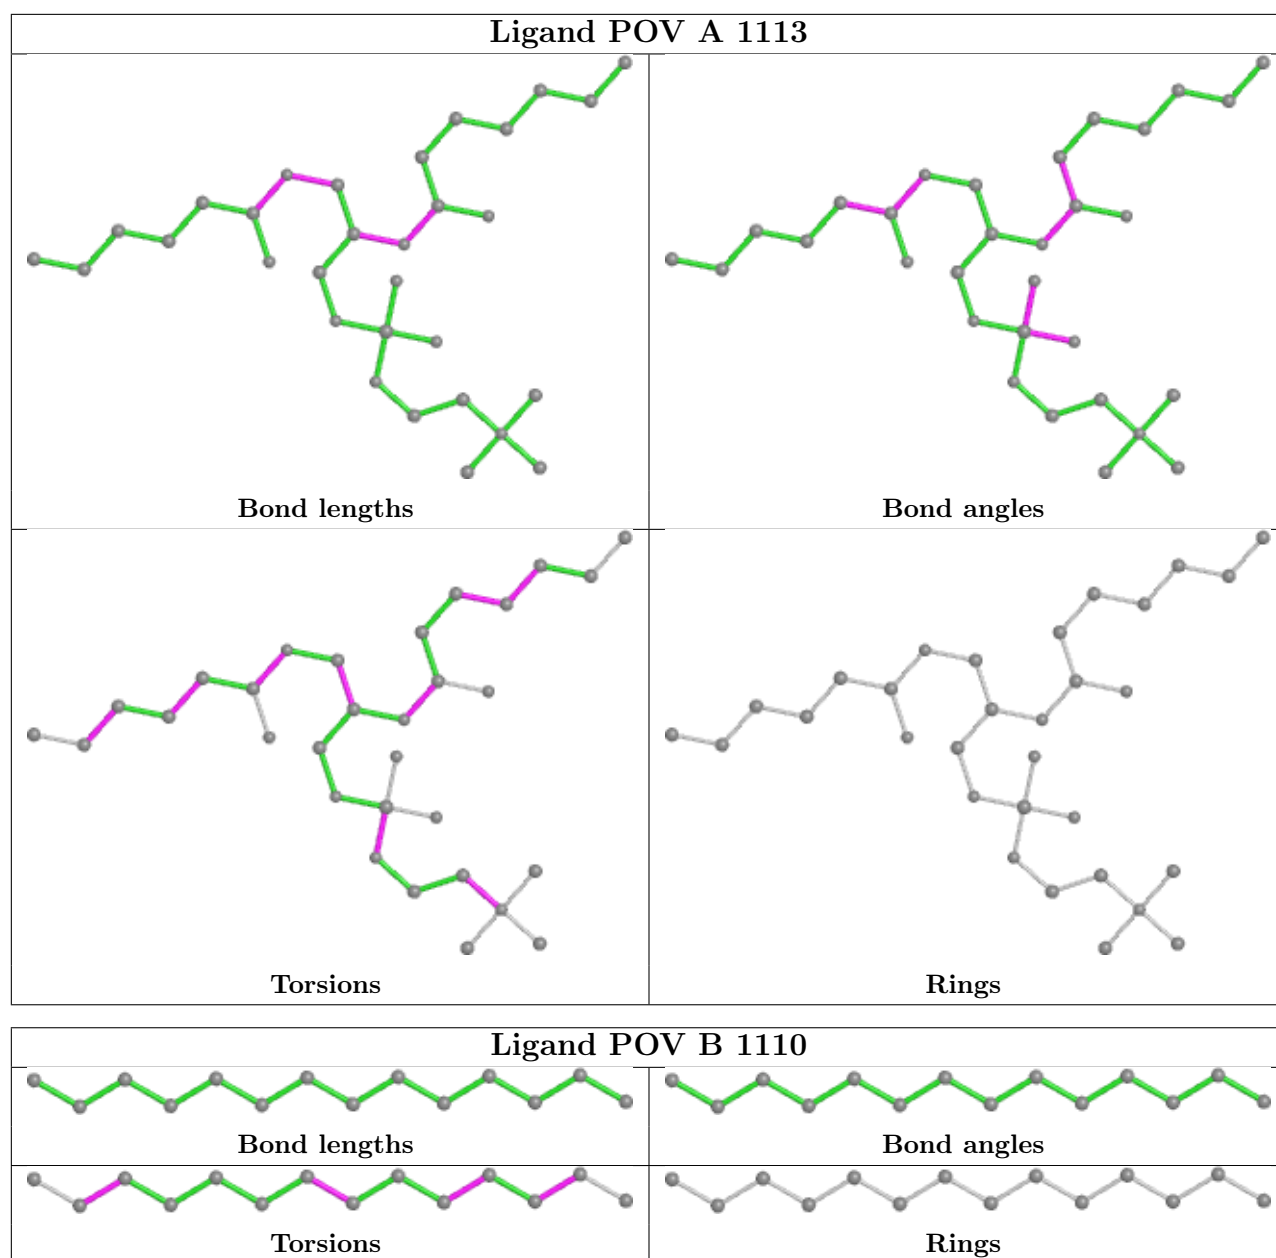 Ligand POV A 1113
Bond lengths
Bond angles
Torsions
Rings
Ligand POV B 1110
Bond lengths
Bond angles
Torsions
Rings